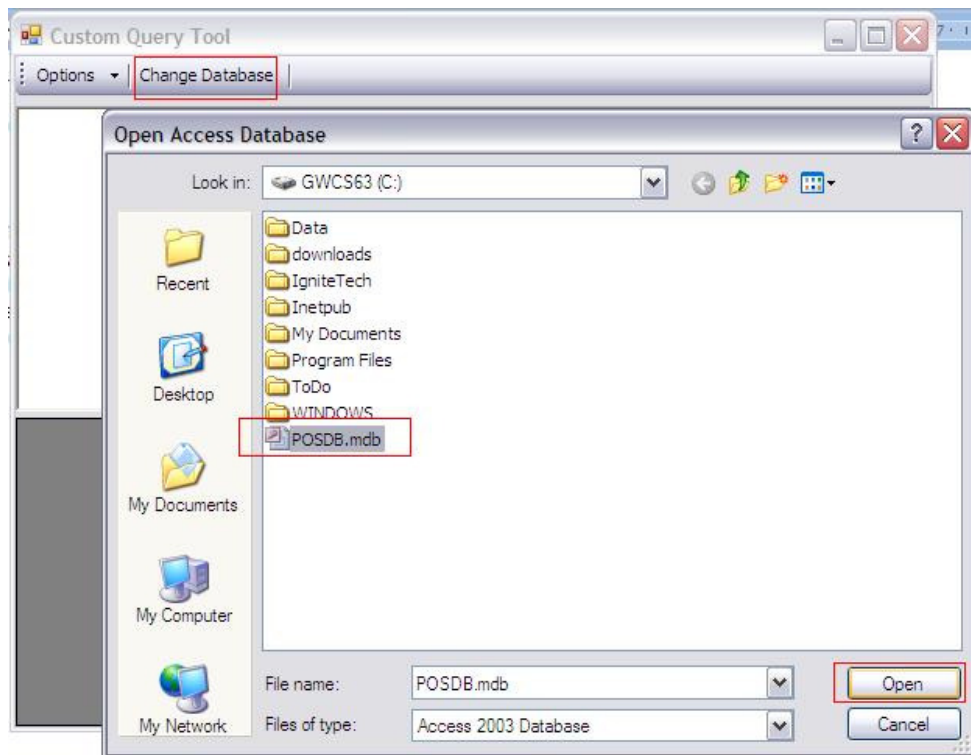 Custom Query Tool
7 · ı
Options Change Database
Open Access Database
Look in: GWCS63 (C:)
Data
downloads
IgniteTech
Inetpub
My Documents
Program Files
ToDo
WINDOWS
POSDB.mdb
Recent
Desktop
My Documents
My Computer
My Network
File name: POSDB.mdb Open
Files of type: Access 2003 Database Cancel